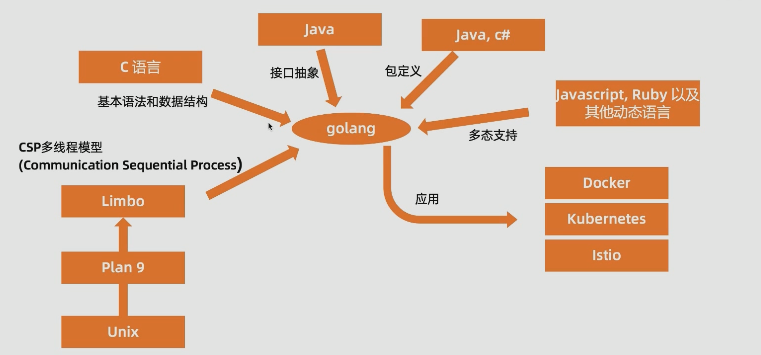 Java
Java, c#
C 语言
接口抽象
包定义
基本语法和数据结构
Javascript, Ruby 以及
其他动态语言
golang
多态支持
CSP多线程模型
(Communication Sequential Process)
Limbo
应用
Docker
Kubernetes
Istio
Plan 9
Unix